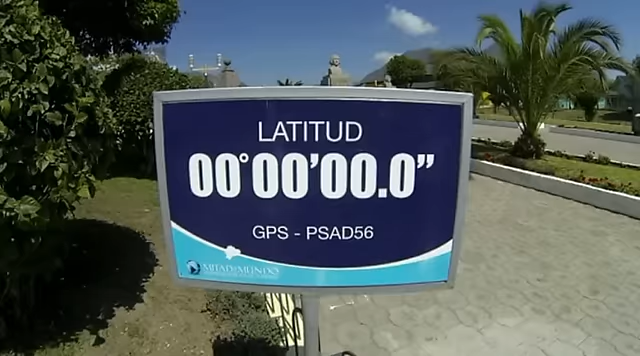 LATITUD
00°00'00.0"
GPS - PSAD56
MITAD DEL MUNDO